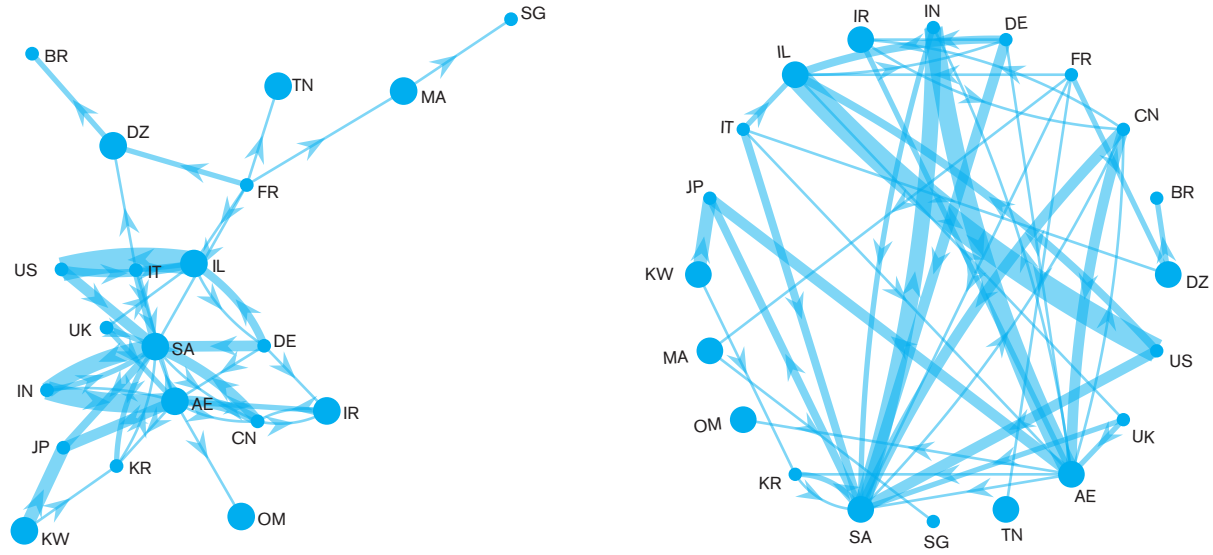 SG
BR
TN
MA
DZ
FR
US
IT
IL
UK
SA
DE
IN
AE
IR
CN
JP
KR
KW
OM
IR
IN
DE
IL
FR
IT
CN
JP
BR
KW
DZ
MA
US
OM
UK
KR
AE
SA
SG
TN